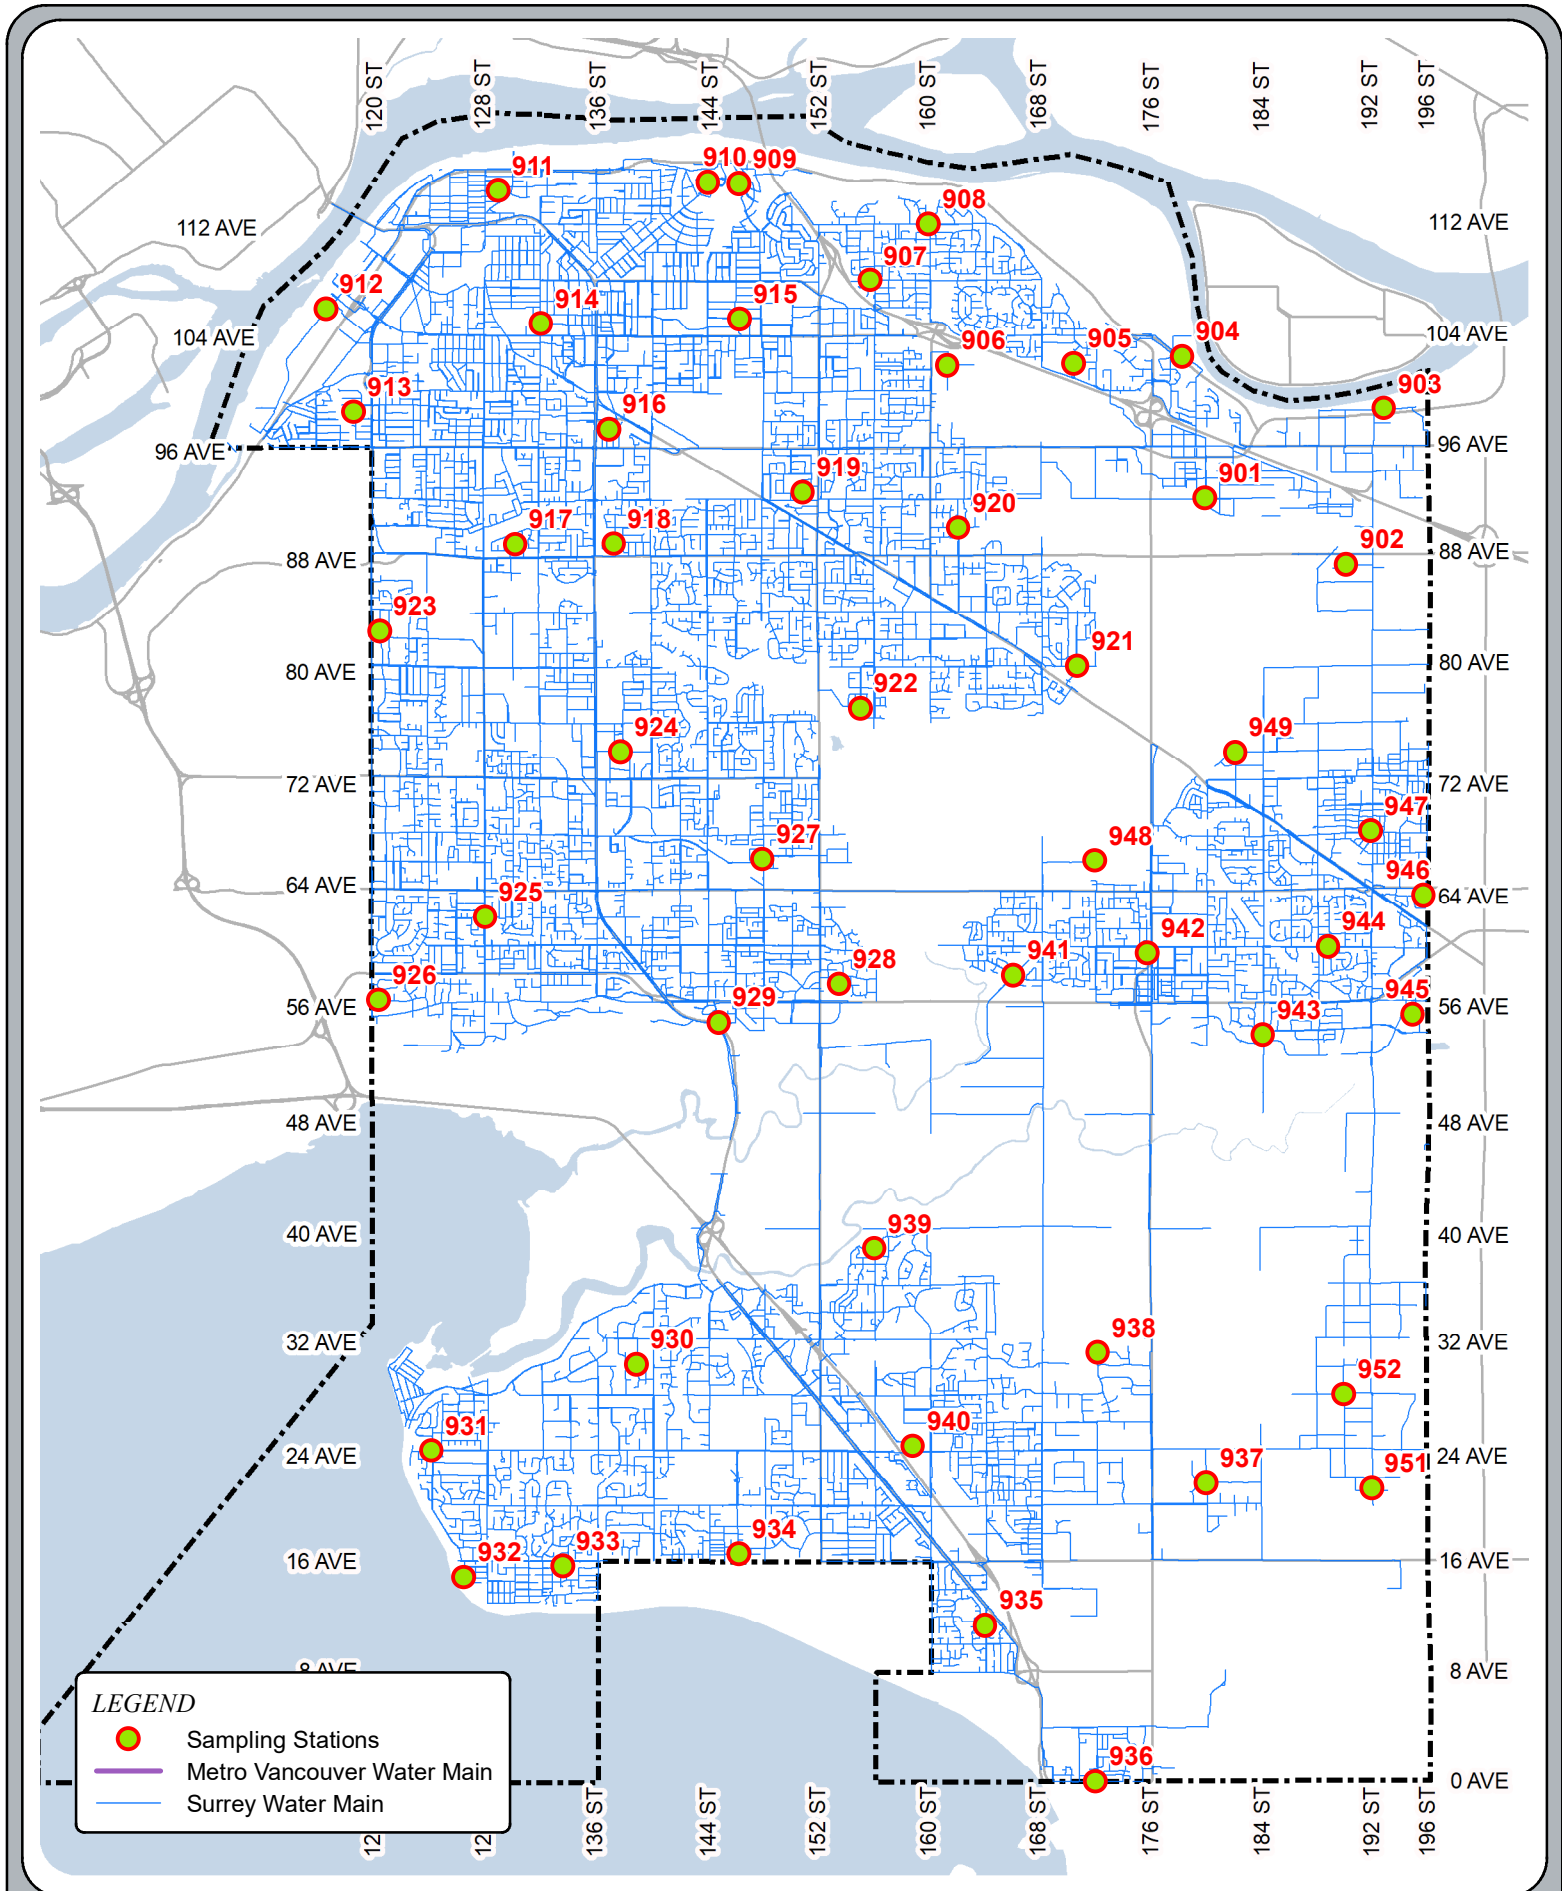 120 ST
128 ST
136 ST
144 ST
152 ST
160 ST
168 ST
176 ST
184 ST
192 ST
196 ST
910 909
911
908
112 AVE
112 AVE
907
912
914
915
104 AVE
904
104 AVE
906
905
903
913
916
96 AVE
96 AVE
919
901
920
917
918
902
88 AVE
88 AVE
923
921
80 AVE
80 AVE
922
924
949
72 AVE
72 AVE
947
927
948
946
64 AVE
64 AVE
925
944
942
941
928
926
945
929
943
56 AVE
56 AVE
48 AVE
48 AVE
939
40 AVE
40 AVE
938
930
32 AVE
32 AVE
952
931
940
24 AVE
24 AVE
937
951
934
933
932
16 AVE
16 AVE
935
8 AVE
8 AVE
LEGEND
Sampling Stations
Metro Vancouver Water Main
Surrey Water Main
936
0 AVE
12
12
136 ST
144 ST
152 ST
160 ST
168 ST
176 ST
184 ST
192 ST
196 ST